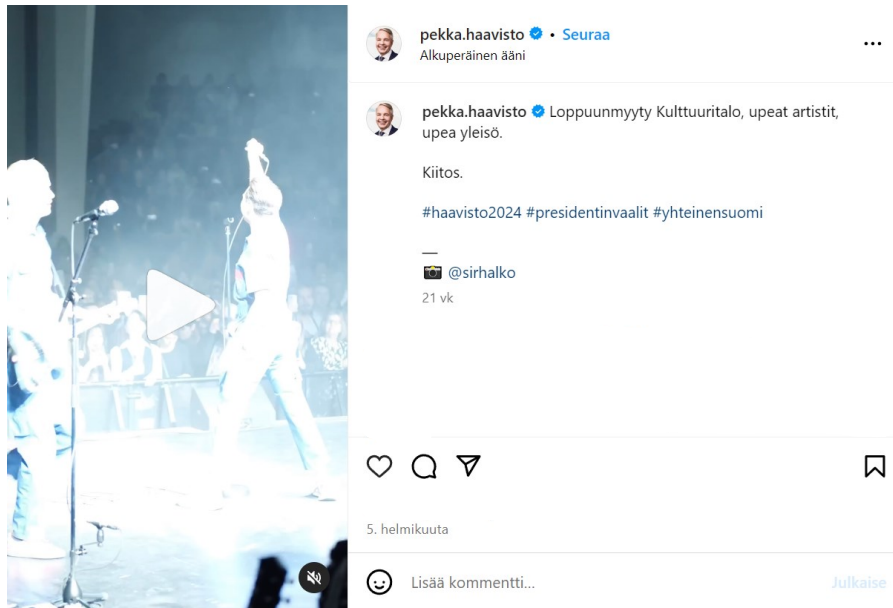 pekka.haavisto • Seuraa
Alkuperäinen ääni
pekka.haavisto Loppuunmyyty Kulttuuritalo, upeat artistit,
upea yleisö.
Kiitos.
#haavisto2024 #presidentinvaalit #yhteinensuomi
—
📷 @sirhalko
21 vk
5. helmikuuta
Lisää kommentti...
Julkaise